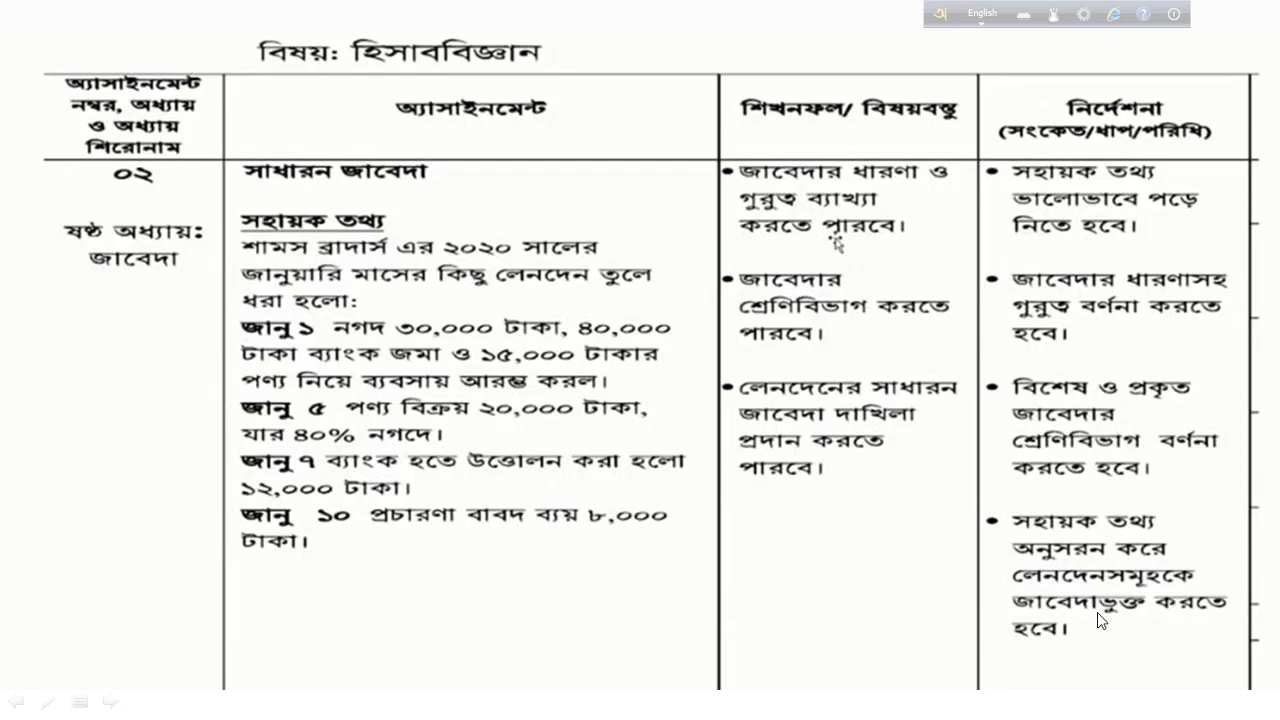 English
বিষয়: হিসাববিজ্ঞান
অ্যাসাইনমেন্ট
নম্বর, অধ্যায়
ও অধ্যায়
শিরোনাম
অ্যাসাইনমেন্ট
শিখনফল/ বিষয়বস্তু
নির্দেশনা
(সংকেত/ধাপ/পরিধি)
০২
ষষ্ঠ অধ্যায়:
জাবেদা
সাধারন জাবেদা
সহায়ক তথ্য
শামস ব্রাদার্স এর ২০২০ সালের
জানুয়ারি মাসের কিছু লেনদেন তুলে
ধরা হলো:
জানু ১ নগদ ৩০,০০০ টাকা, ৪০,০০০
টাকা ব্যাংক জমা ও ১৫,০০০ টাকার
পণ্য নিয়ে ব্যবসায় আরম্ভ করল।
জানু ৫ পণ্য বিক্রয় ২০,০০০ টাকা,
যার ৪০% নগদে।
জানু ৭ ব্যাংক হতে উত্তোলন করা হলো
১২,০০০ টাকা।
জানু ১০ প্রচারণা বাবদ ব্যয় ৮,০০০
টাকা।
• জাবেদার ধারণা ও
গুরুত্ব ব্যাখ্যা
করতে পারবে।
• জাবেদার
শ্রেণিবিভাগ করতে
পারবে।
• লেনদেনের সাধারন
জাবেদা দাখিলা
প্রদান করতে
পারবে।
• সহায়ক তথ্য
ভালোভাবে পড়ে
নিতে হবে।
• জাবেদার ধারণাসহ
গুরুত্ব বর্ণনা করতে
হবে।
• বিশেষ ও প্রকৃত
জাবেদার
শ্রেণিবিভাগ বর্ণনা
করতে হবে।
• সহায়ক তথ্য
অনুসরন করে
লেনদেনসমূহকে
জাবেদাভুক্ত করতে
হবে।